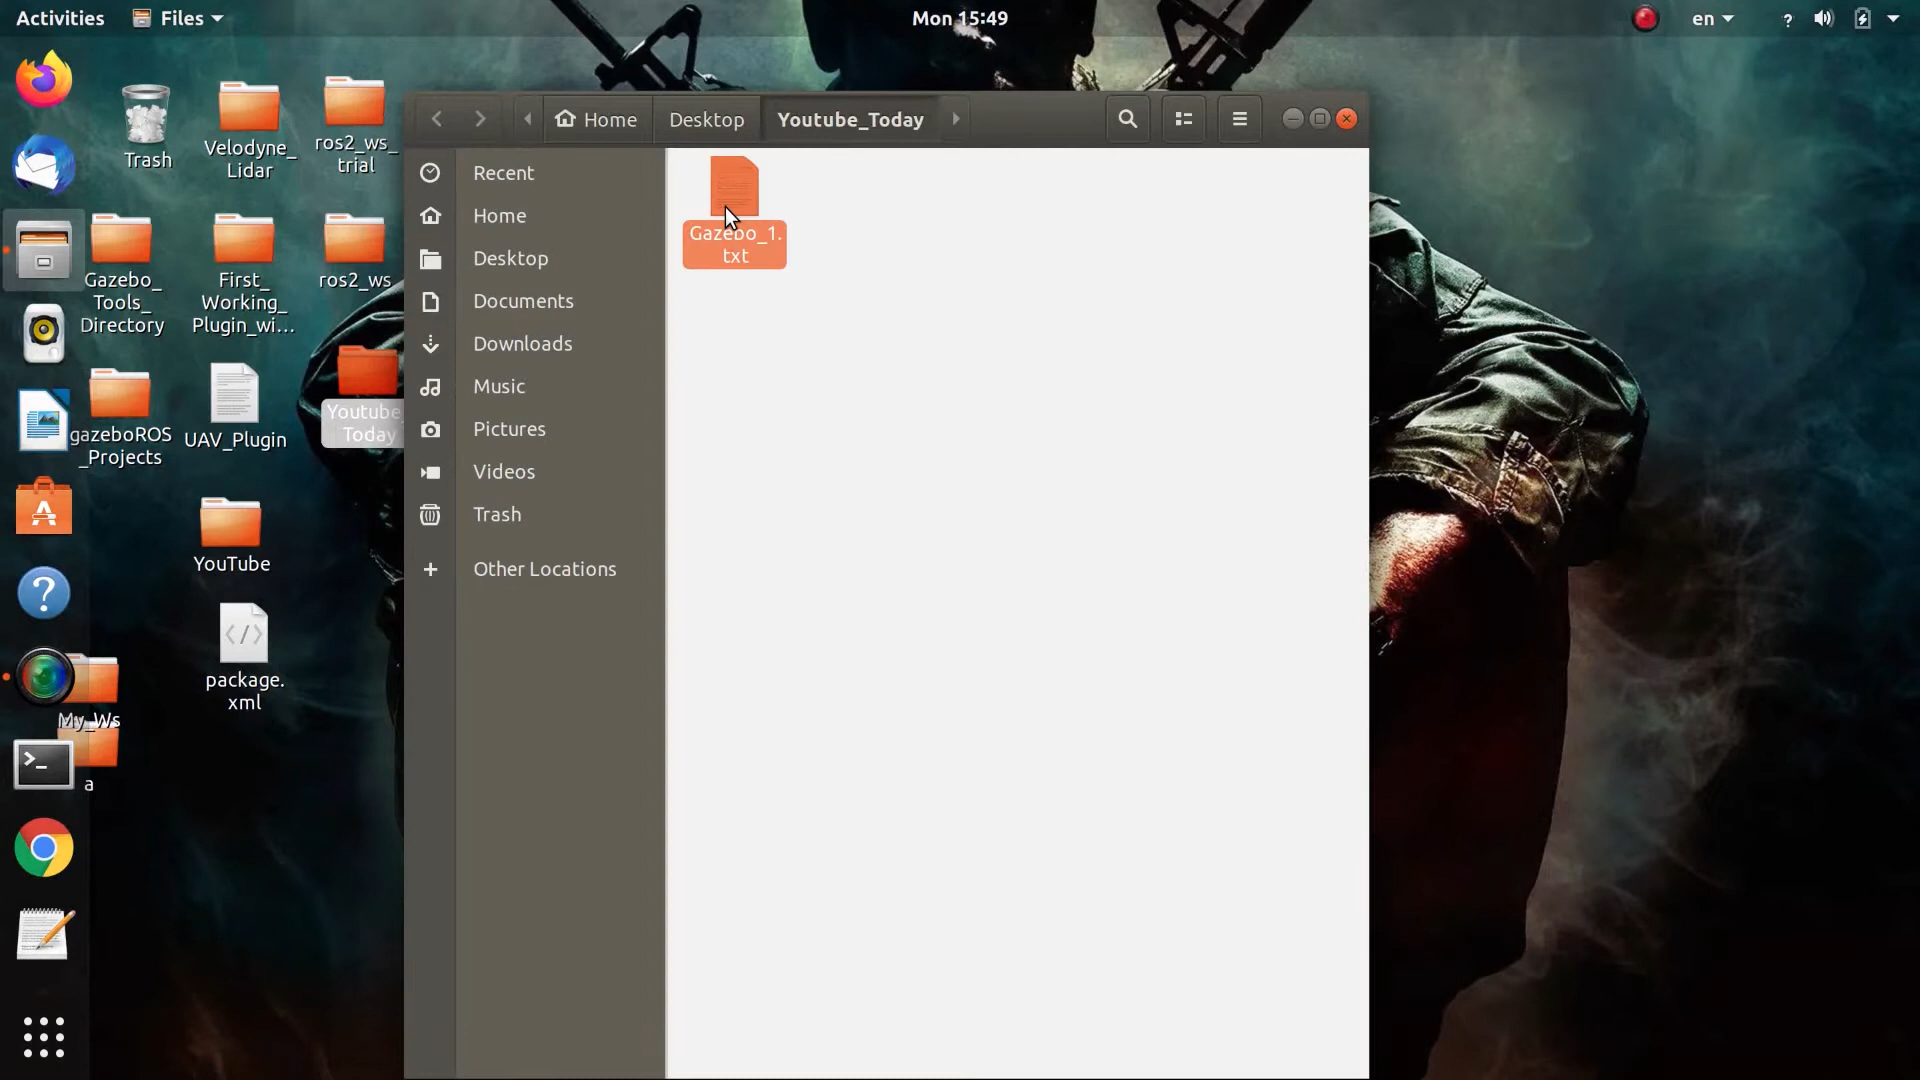 Activities
Files
Mon 15:49
en
?
Trash
Velodyne_
Lidar
ros2_ws_
trial
Gazebo_
Tools_
Directory
First_
Working_
Plugin_wi...
ros2_ws
gazeboROS
_Projects
UAV_Plugin
Youtube_
Today
YouTube
package.
xml
My_Ws
a
Home
Desktop
Youtube_Today
Recent
Home
Desktop
Documents
Downloads
Music
Pictures
Videos
Trash
+ Other Locations
Gazebo_1.
txt